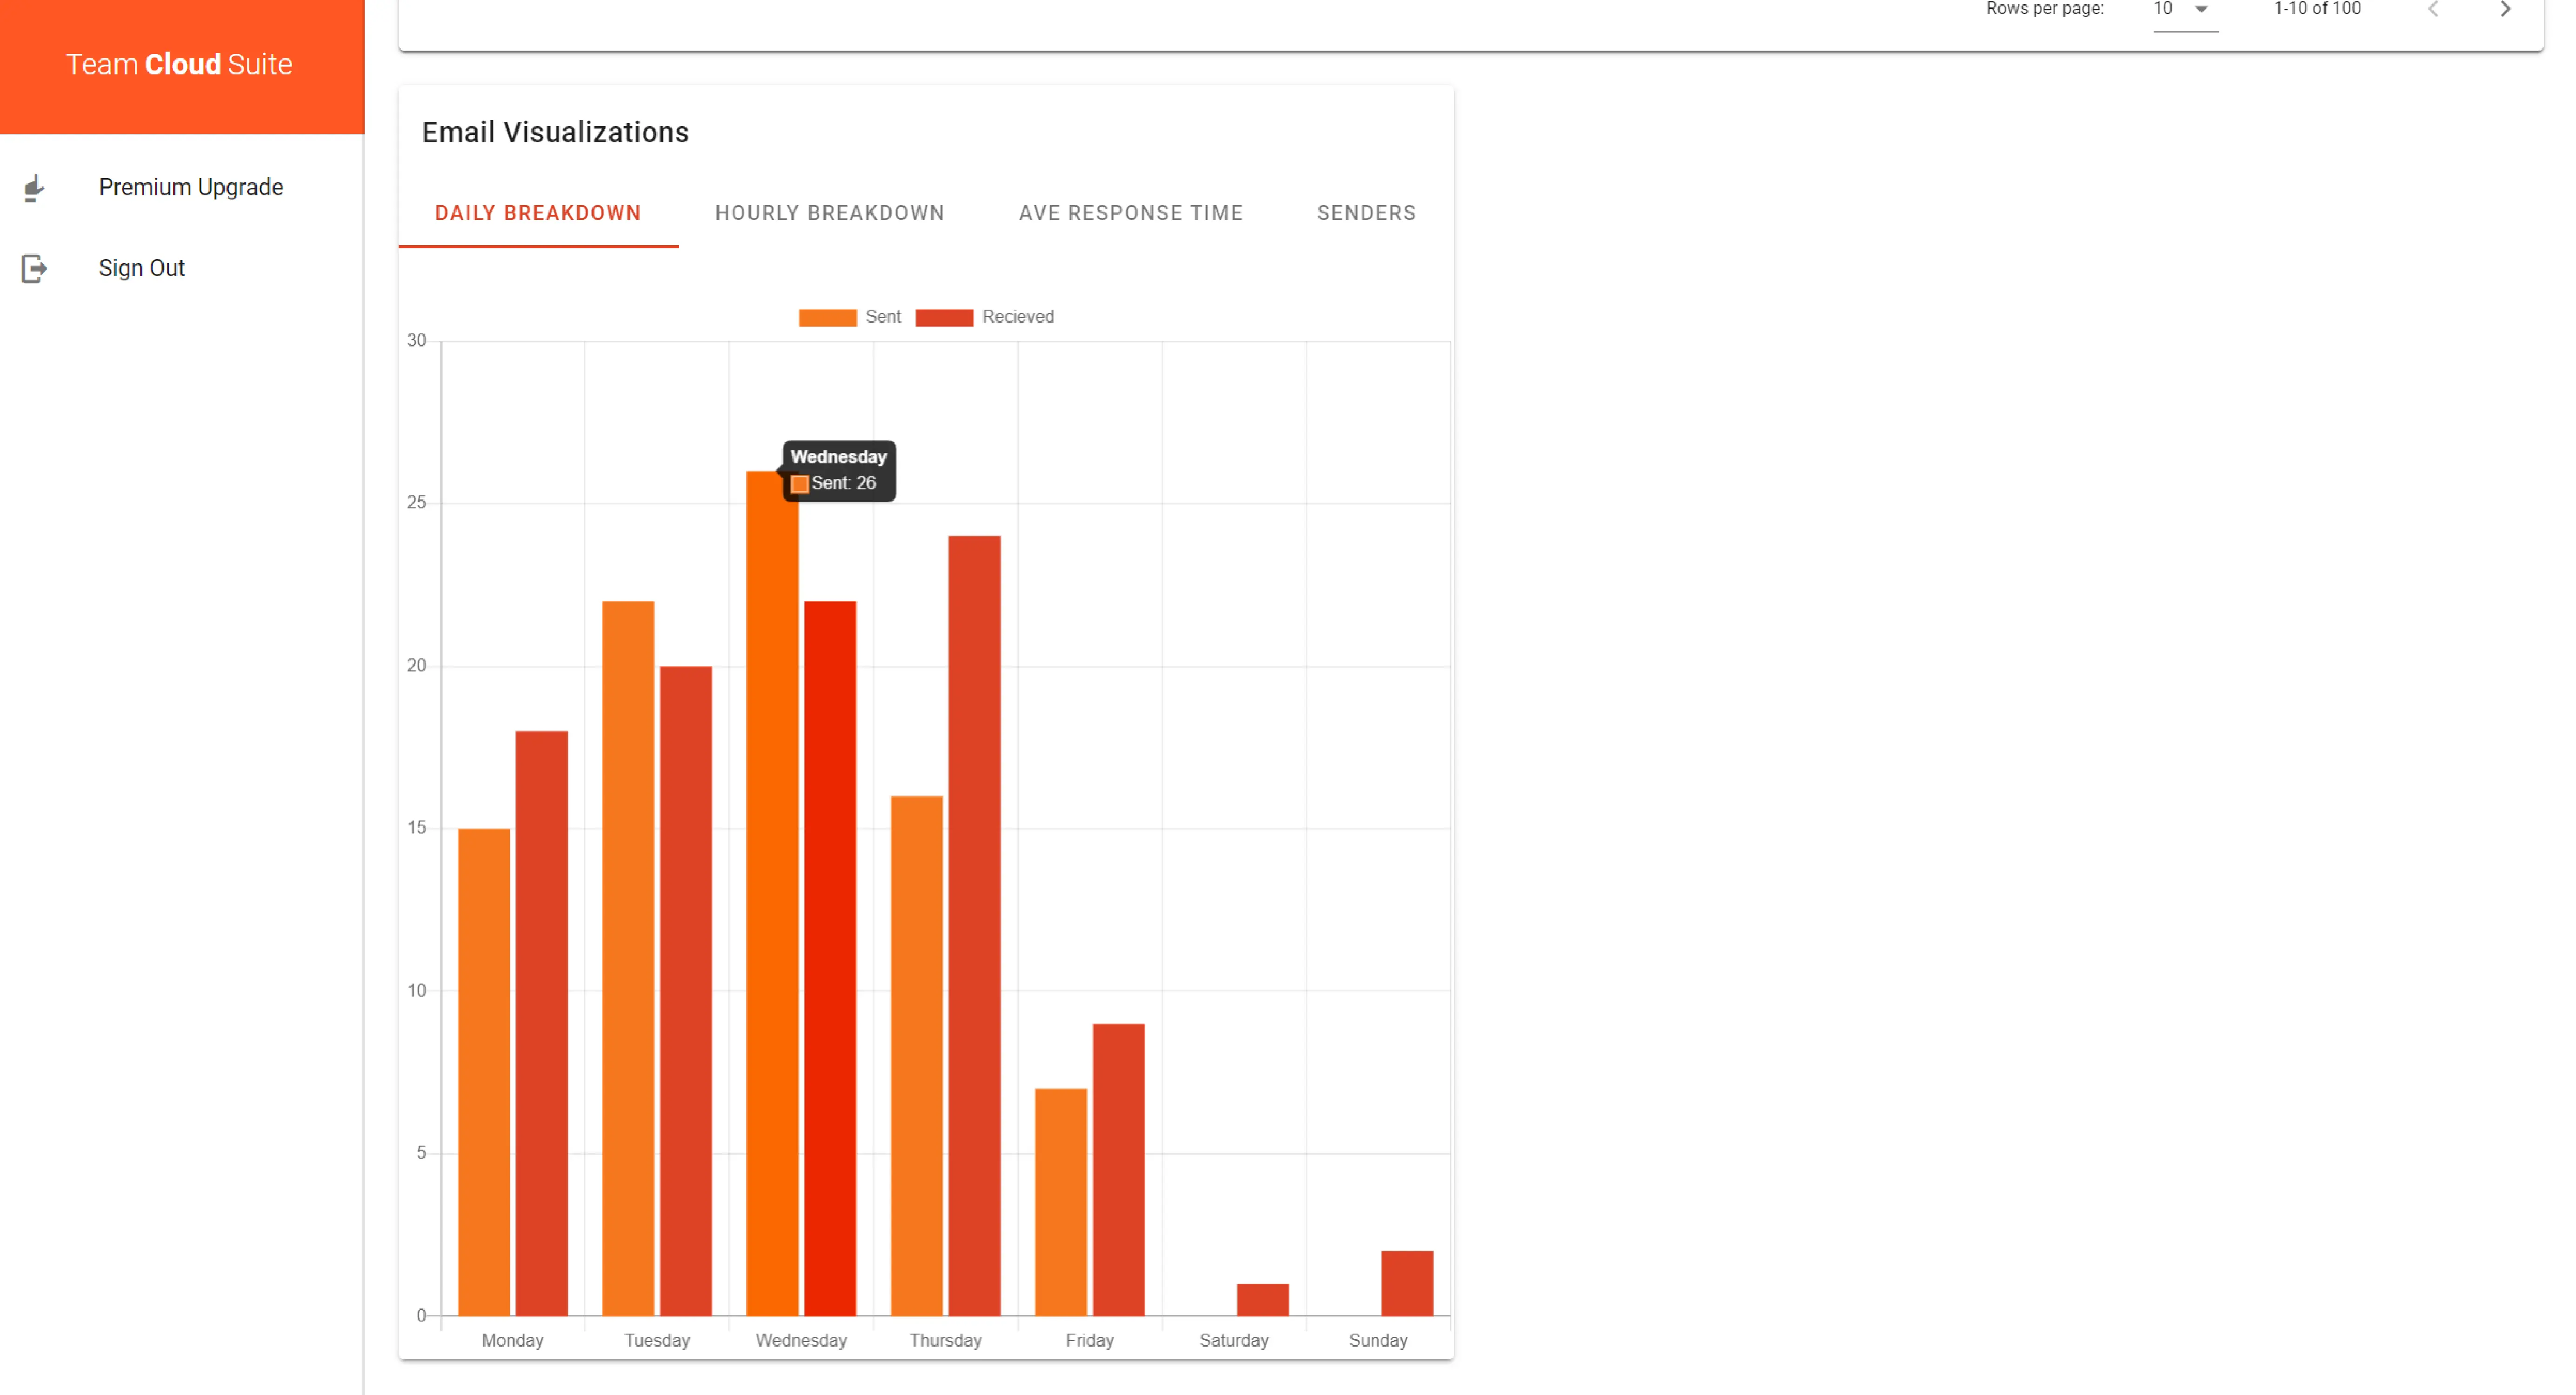 Team Cloud Suite
Rows per page: 10 1-10 of 100
Premium Upgrade
Sign Out
Email Visualizations
DAILY BREAKDOWN HOURLY BREAKDOWN AVE RESPONSE TIME SENDERS
Sent Recieved
30
25
20
15
10
5
0
Wednesday
Sent: 26
Monday Tuesday Wednesday Thursday Friday Saturday Sunday